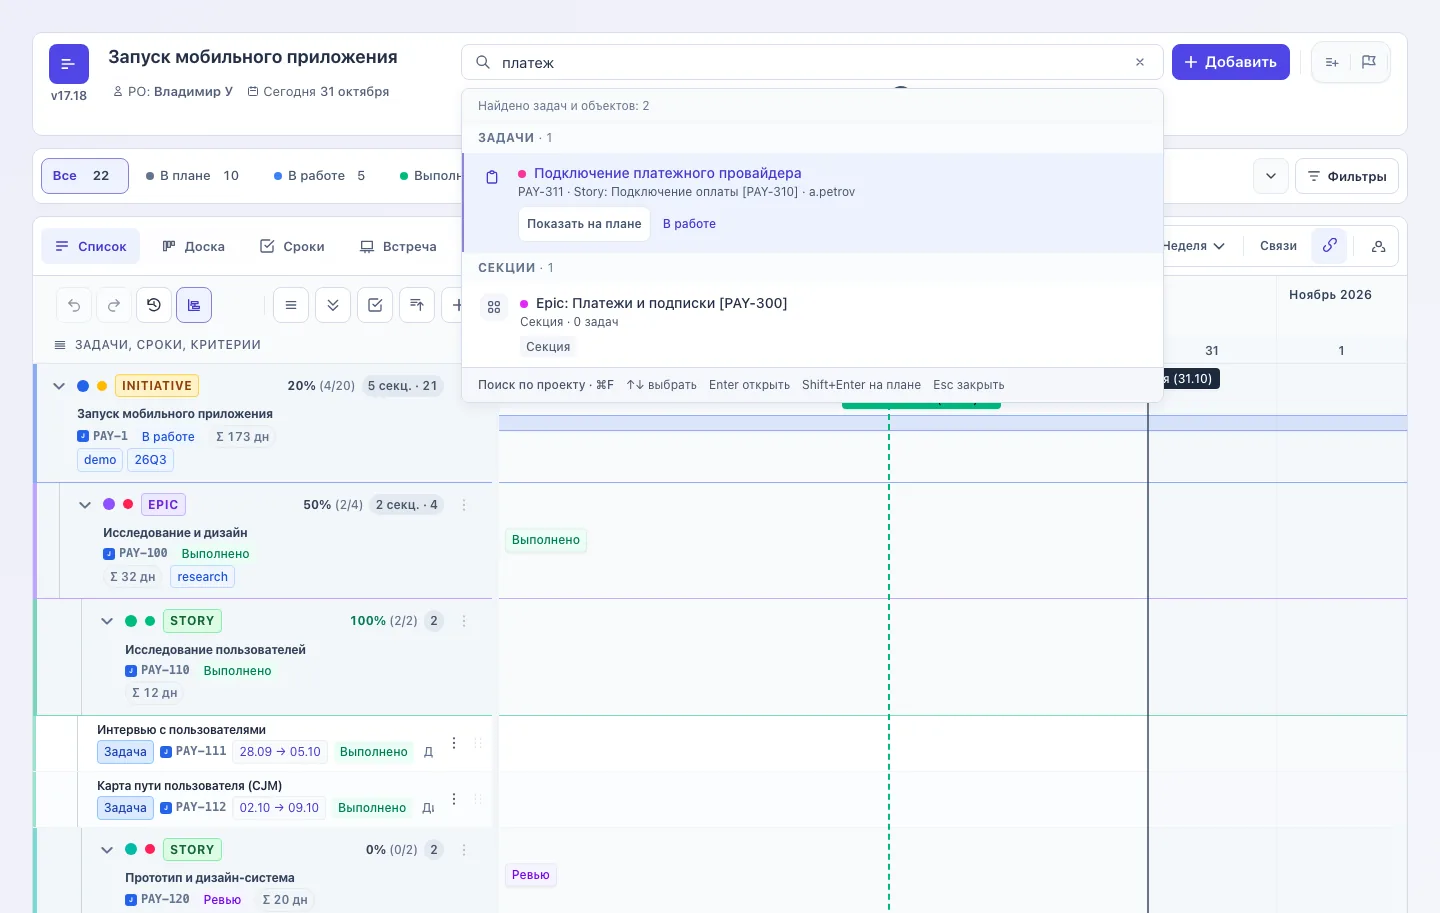 Запуск мобильного приложения
v17.18
PO: Владимир У
Сегодня 31 октября
платеж
Добавить
Найдено задач и объектов: 2
ЗАДАЧИ · 1
Подключение платежного провайдера
PAY-311 · Story: Подключение оплаты [PAY-310] · a.petrov
Показать на плане
В работе
СЕКЦИИ · 1
Epic: Платежи и подписки [PAY-300]
Секция · 0 задач
Секция
Поиск по проекту · ⌘F ↑↓ выбрать Enter открыть Shift+Enter на плане Esc закрыть
Все 22
В плане 10
В работе 5
Выполн
Фильтры
Список
Доска
Сроки
Встреча
Неделя
Связи
Ноябрь 2026
31
1
ЗАДАЧИ, СРОКИ, КРИТЕРИИ
(31.10)
INITIATIVE 20% (4/20) 5 секц. · 21
Запуск мобильного приложения
PAY-1 В работе Σ 173 дн
demo 26Q3
EPIC 50% (2/4) 2 секц. · 4
Исследование и дизайн
PAY-100 Выполнено
Σ 32 дн research
Выполнено
STORY 100% (2/2) 2
Исследование пользователей
PAY-110 Выполнено
Σ 12 дн
Интервью с пользователями
Задача PAY-111 28.09 → 05.10 Выполнено Д
Карта пути пользователя (CJM)
Задача PAY-112 02.10 → 09.10 Выполнено Ди
STORY 0% (0/2) 2
Прототип и дизайн-система
PAY-120 Ревью Σ 20 дн
Ревью